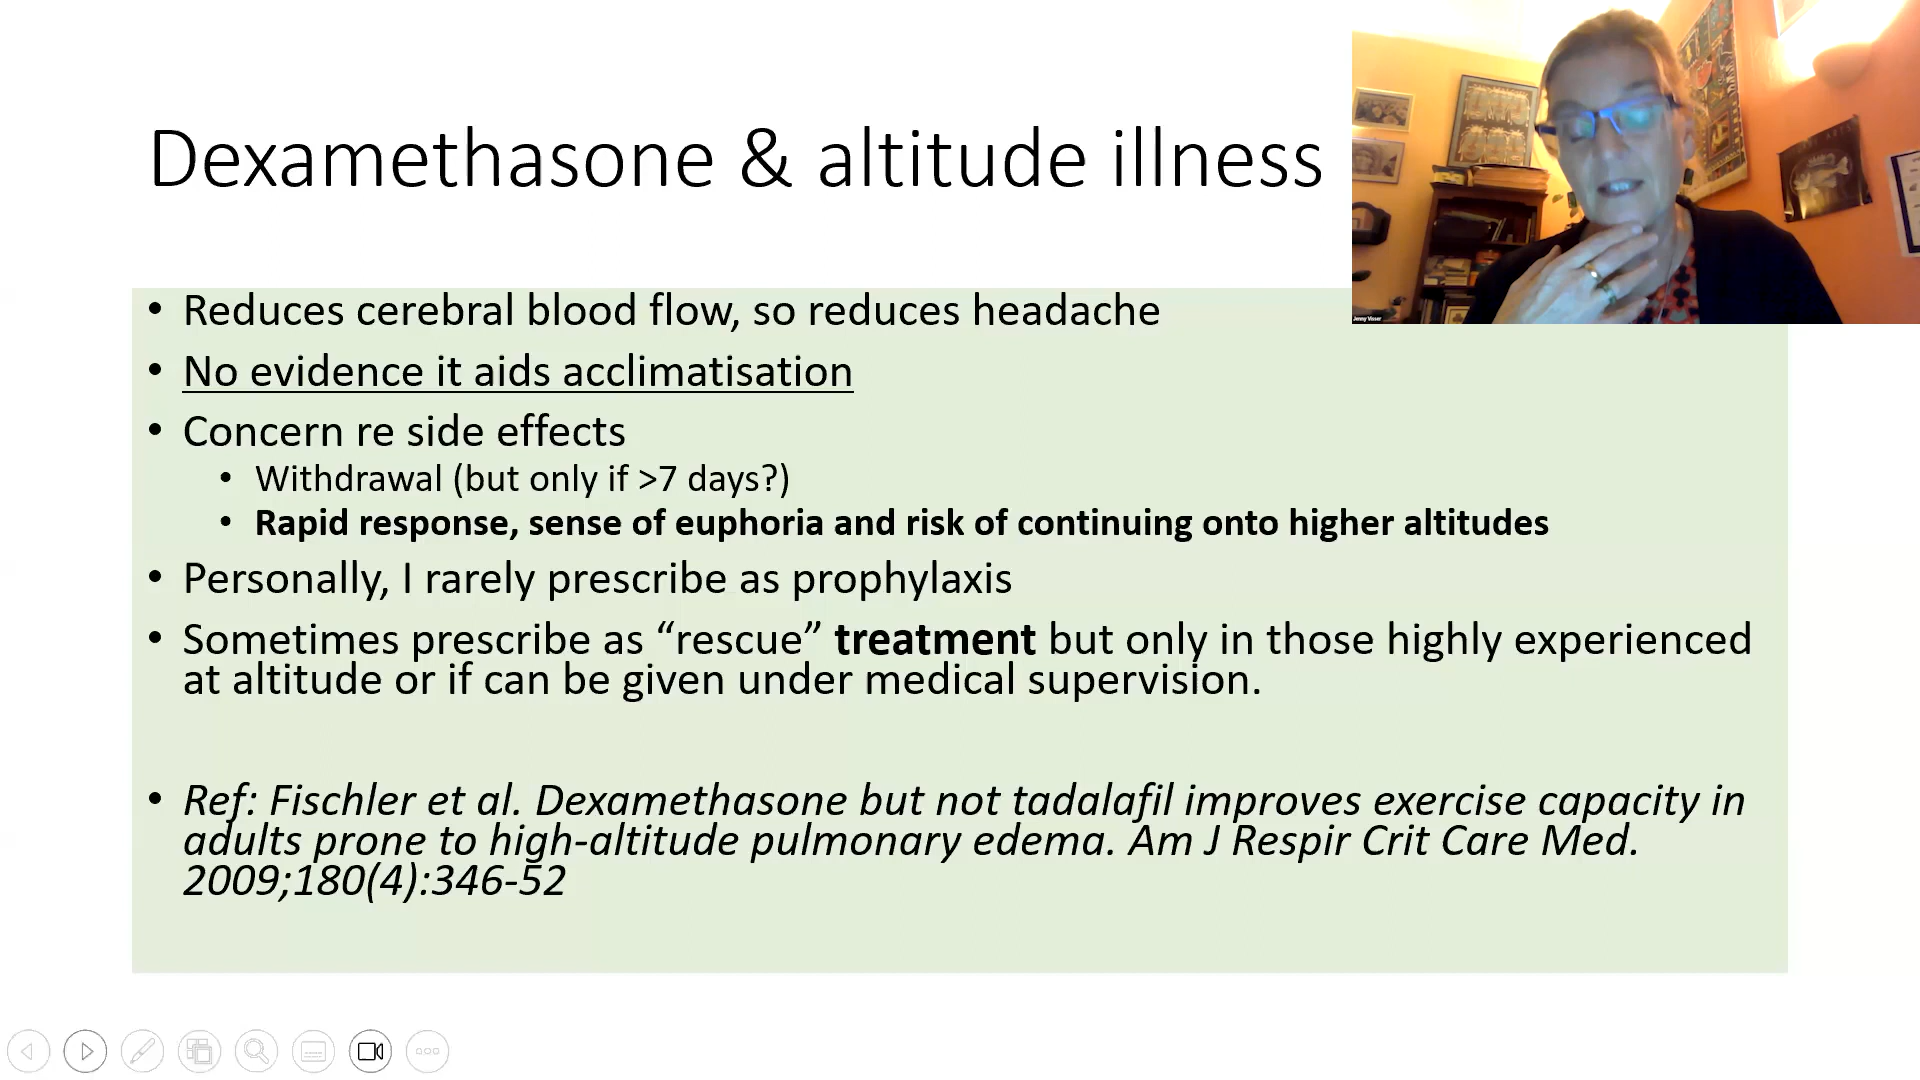 Dexamethasone & altitude illness
Jenny Visser
• Reduces cerebral blood flow, so reduces headache
• No evidence it aids acclimatisation
• Concern re side effects
• Withdrawal (but only if >7 days?)
• Rapid response, sense of euphoria and risk of continuing onto higher altitudes
• Personally, I rarely prescribe as prophylaxis
• Sometimes prescribe as “rescue” treatment but only in those highly experienced
at altitude or if can be given under medical supervision.
• Ref: Fischler et al. Dexamethasone but not tadalafil improves exercise capacity in
adults prone to high-altitude pulmonary edema. Am J Respir Crit Care Med.
2009;180(4):346-52